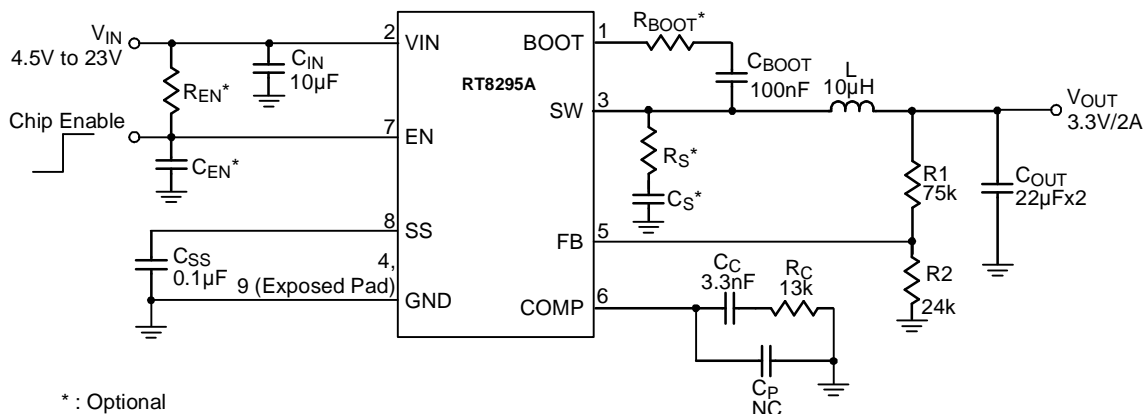 VIN
4.5V to 23V
REN*
CIN
10µF
2
VIN
RT8295A
BOOT
1
RBOOT*
CBOOT
100nF
L
10µH
SW
3
VOUT
3.3V/2A
Chip Enable
7
EN
CEN*
RS*
CS*
R1
75k
COUT
22µFx2
8
SS
CSS
0.1µF
4,
9 (Exposed Pad)
GND
FB
5
R2
24k
COMP
6
CC
3.3nF
RC
13k
CP
NC
* : Optional